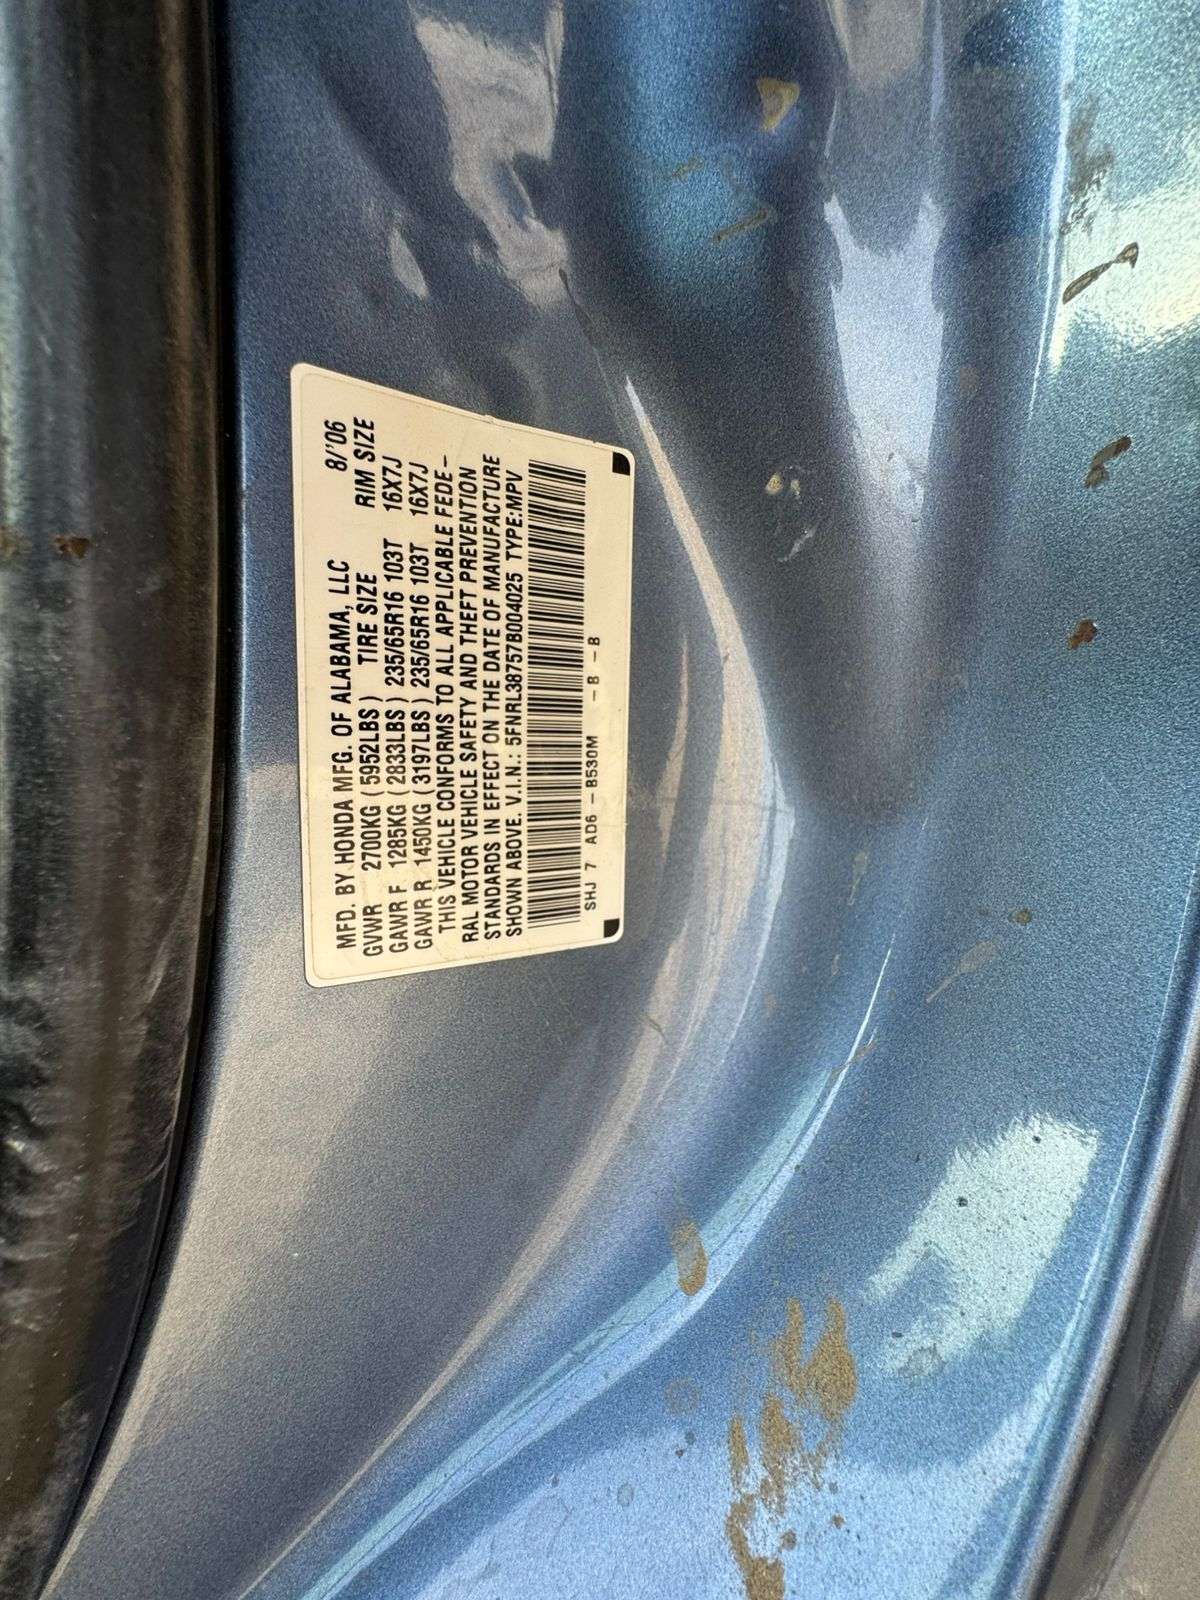 MFD. BY HONDA MFG. OF ALABAMA, LLC 8/'06
GVWR 2700KG (5952LBS) TIRE SIZE RIM SIZE
GAWR F 1285KG (2833LBS) 235/65R16 103T 16X7J
GAWR R 1450KG (3197LBS) 235/65R16 103T 16X7J
THIS VEHICLE CONFORMS TO ALL APPLICABLE FEDE-
RAL MOTOR VEHICLE SAFETY AND THEFT PREVENTION
STANDARDS IN EFFECT ON THE DATE OF MANUFACTURE
SHOWN ABOVE. V.I.N.: 5FNRL38757B004025 TYPE:MPV
SHJ 7 AD6 -B530M -B -B